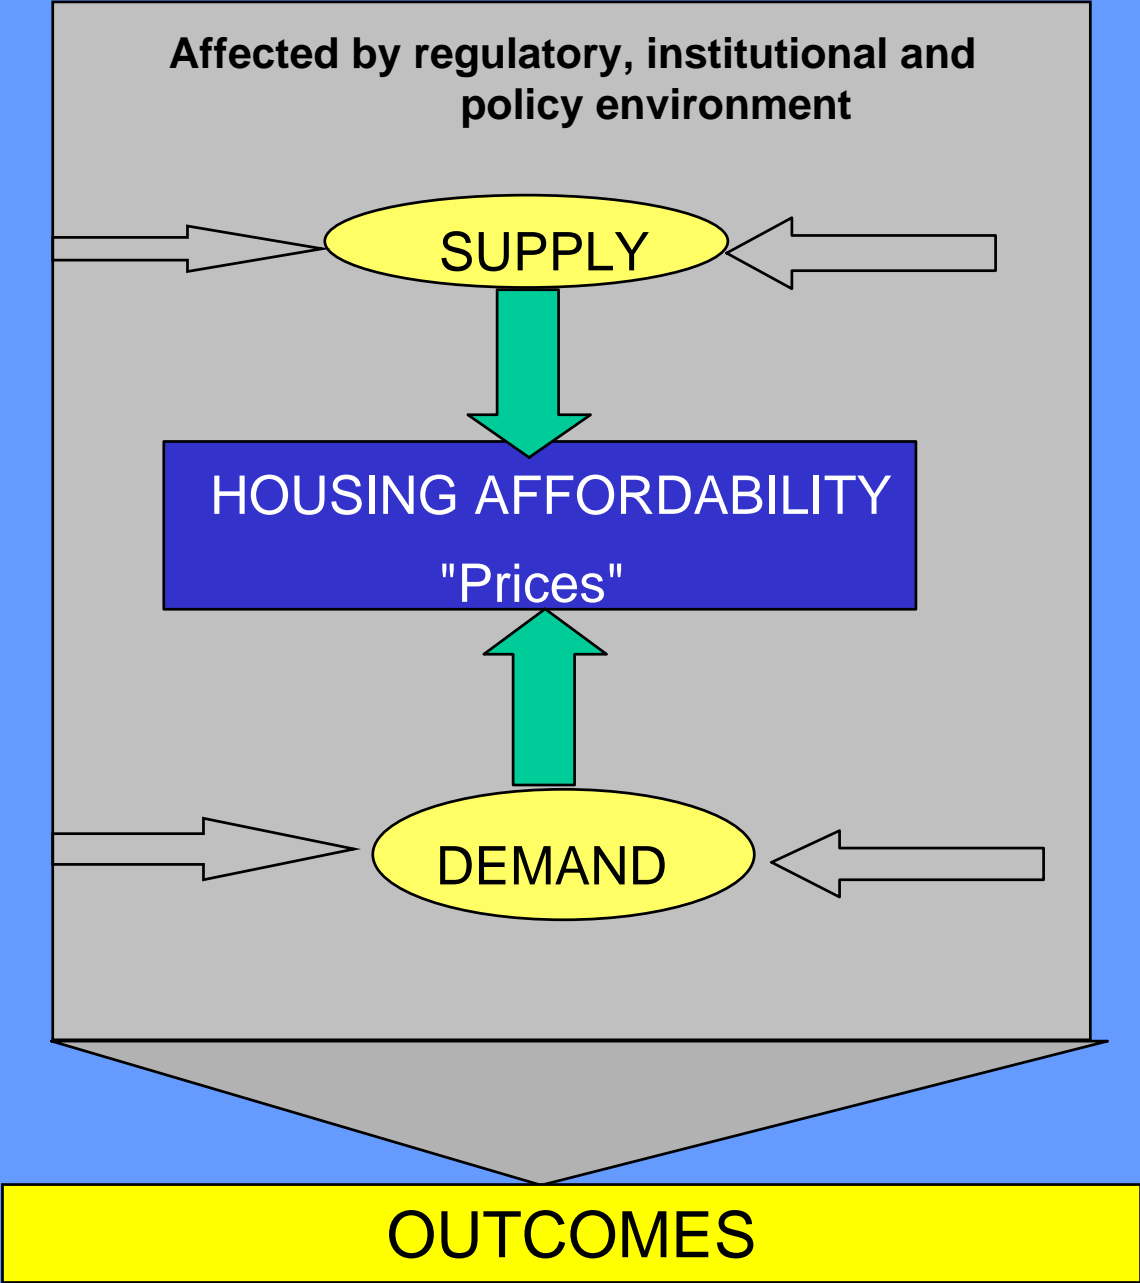 Affected by regulatory, institutional and
policy environment
SUPPLY
HOUSING AFFORDABILITY
"Prices"
DEMAND
OUTCOMES